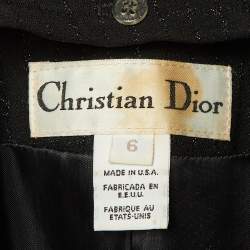 Christian Dior
6
MADE IN U.S.A.
FABRICADA EN
E.E.U.U.
FABRIQUE AU
ETATS-UNIS